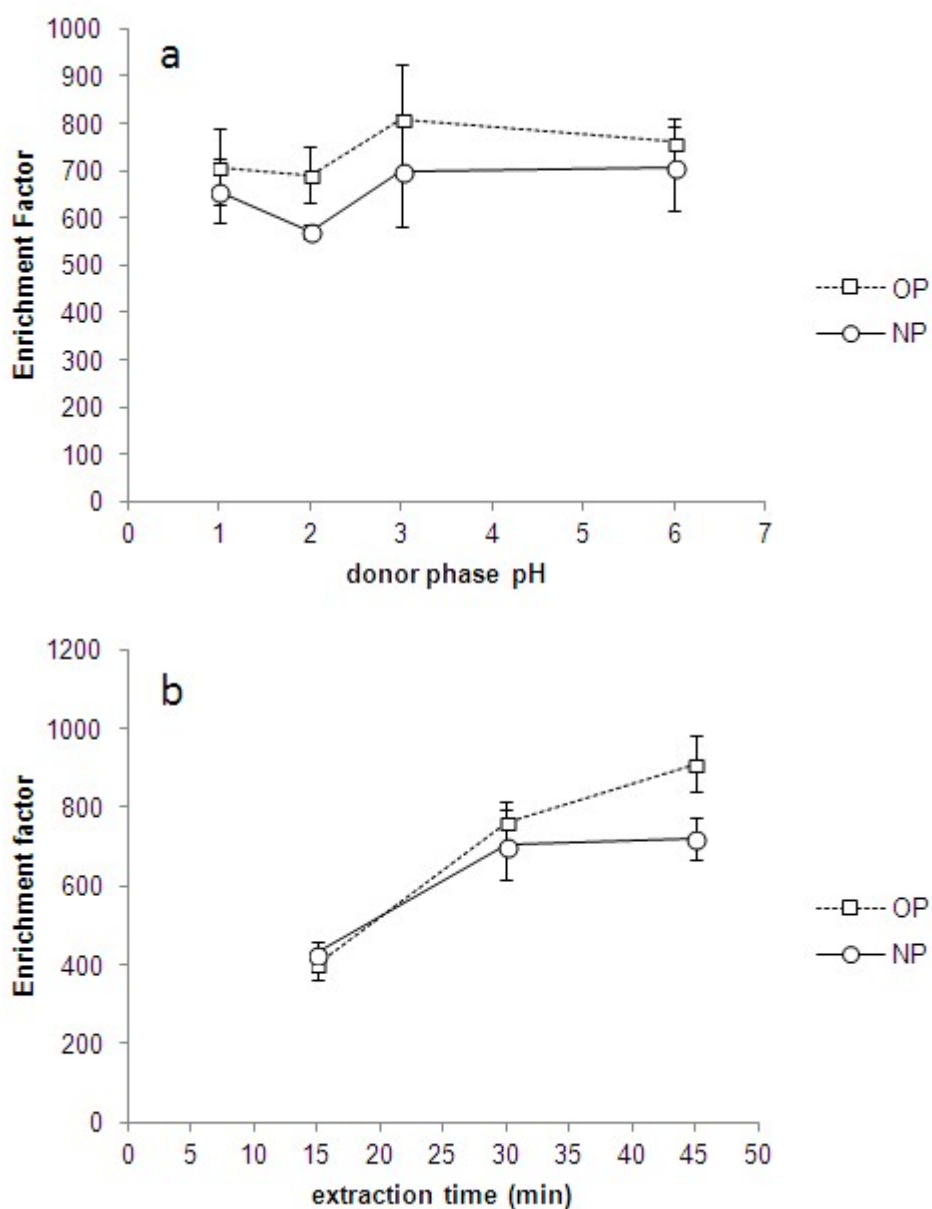 a
1000
900
800
700
600
500
400
300
200
100
0
Enrichment Factor
0 1 2 3 4 5 6 7
donor phase pH
OP
NP
b
1200
1000
800
600
400
200
0
Enrichment factor
0 5 10 15 20 25 30 35 40 45 50
extraction time (min)
OP
NP